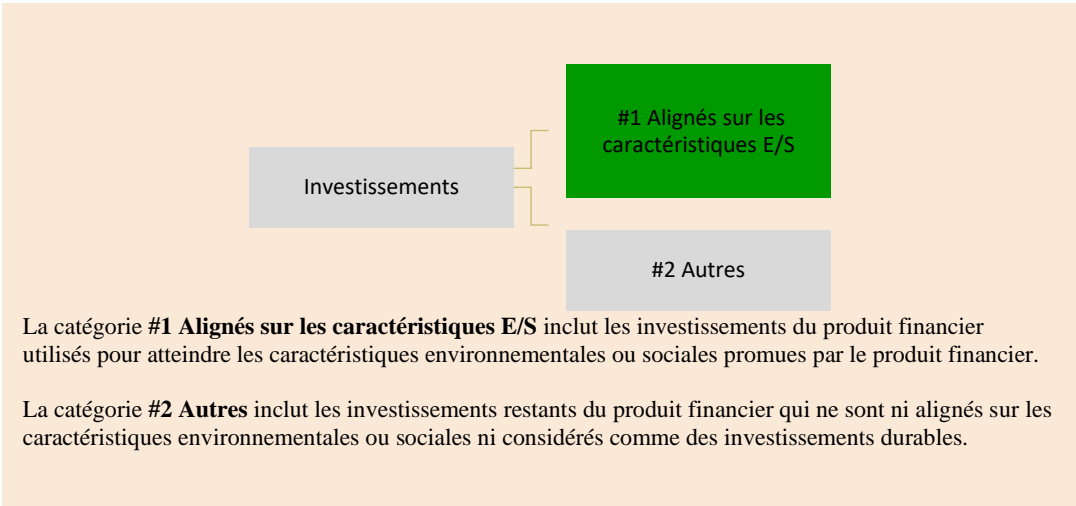 #1 Alignés sur les
caractéristiques E/S
Investissements
#2 Autres
La catégorie #1 Alignés sur les caractéristiques E/S inclut les investissements du produit financier
utilisés pour atteindre les caractéristiques environnementales ou sociales promues par le produit financier.
La catégorie #2 Autres inclut les investissements restants du produit financier qui ne sont ni alignés sur les
caractéristiques environnementales ou sociales ni considérés comme des investissements durables.